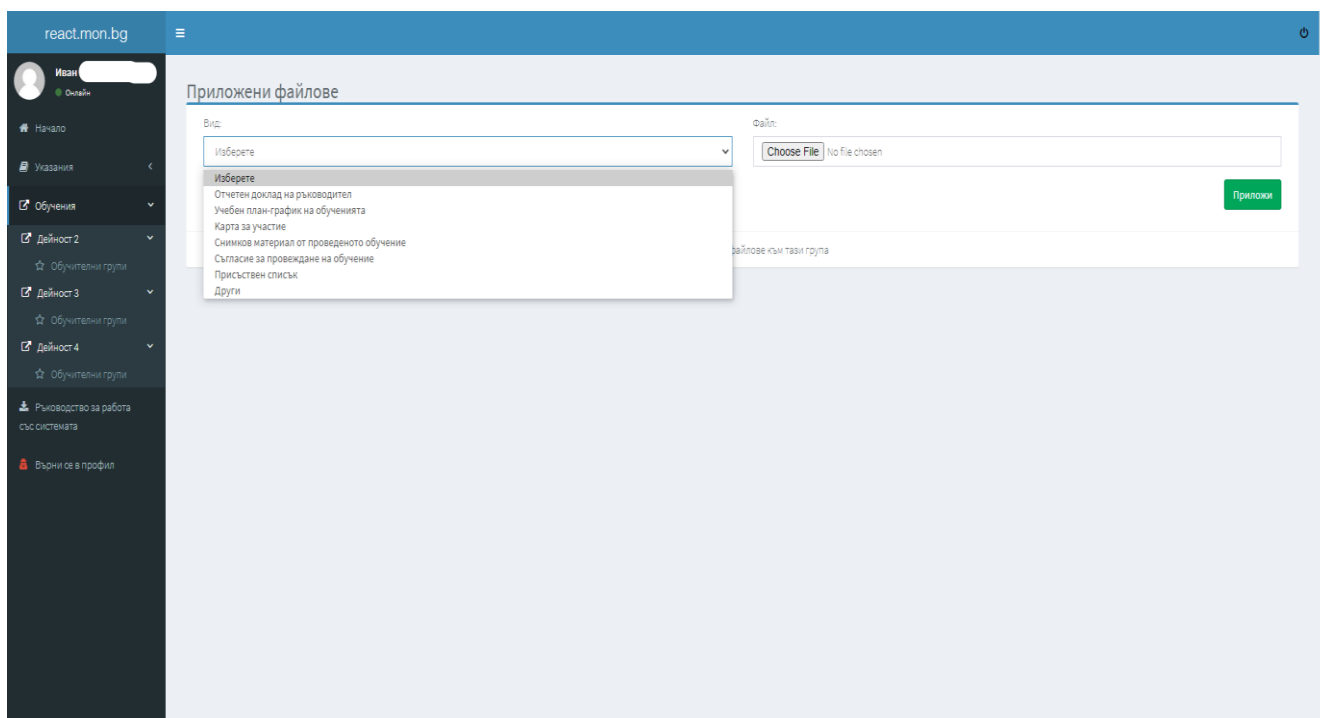 react.mon.bg
Иван
Онлайн
Начало
Указания
Обучения
Дейност 2
Обучителни групи
Дейност 3
Обучителни групи
Дейност 4
Обучителни групи
Ръководство за работа
със системата
Върни се в профил
Приложени файлове
Вид:
Изберете
Изберете
Отчетен доклад на ръководител
Учебен план-график на обученията
Карта за участие
Снимков материал от проведеното обучение
Съгласие за провеждане на обучение
Присъствен списък
Други
Файл:
Choose File No file chosen
Приложи
файлове към тази група